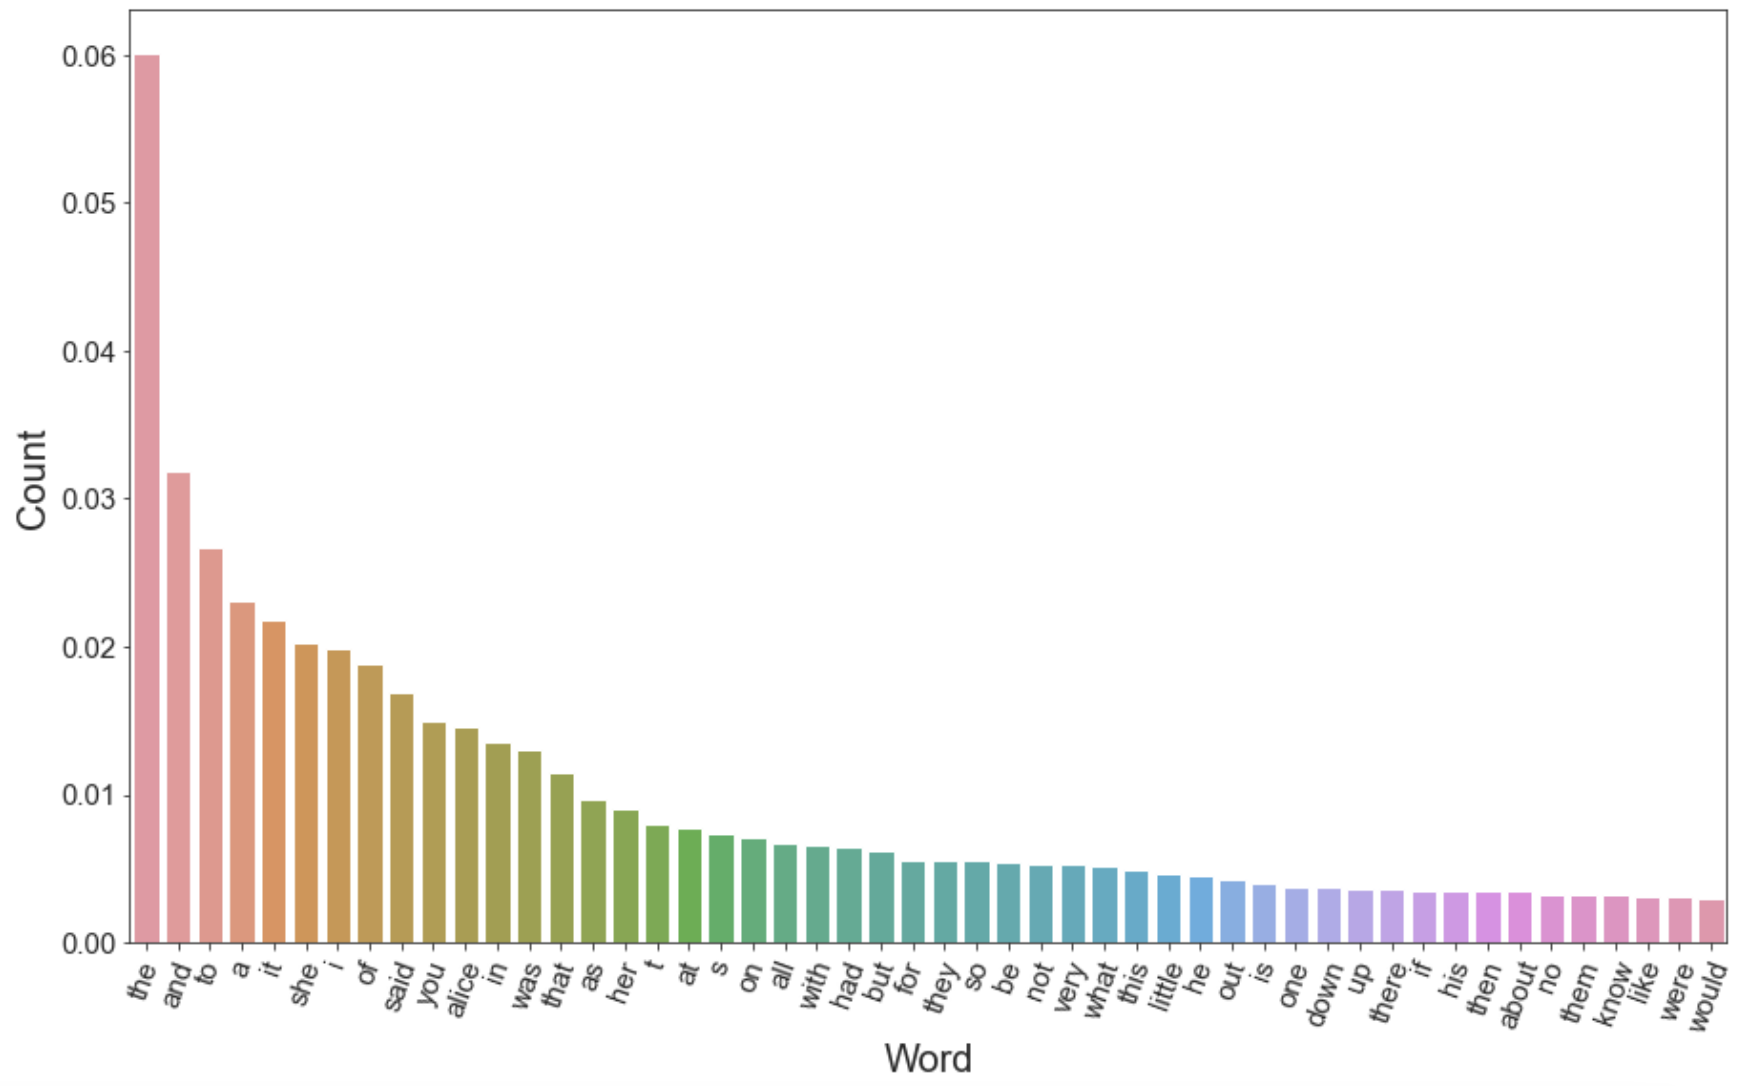 0.06
0.05
0.04
0.03
0.02
0.01
0.00
Count
the and to a it she i of said you alice in was that as her t at s on all with had but for they so be not very what this little he out is one down up there if his then about no them know like were would
Word